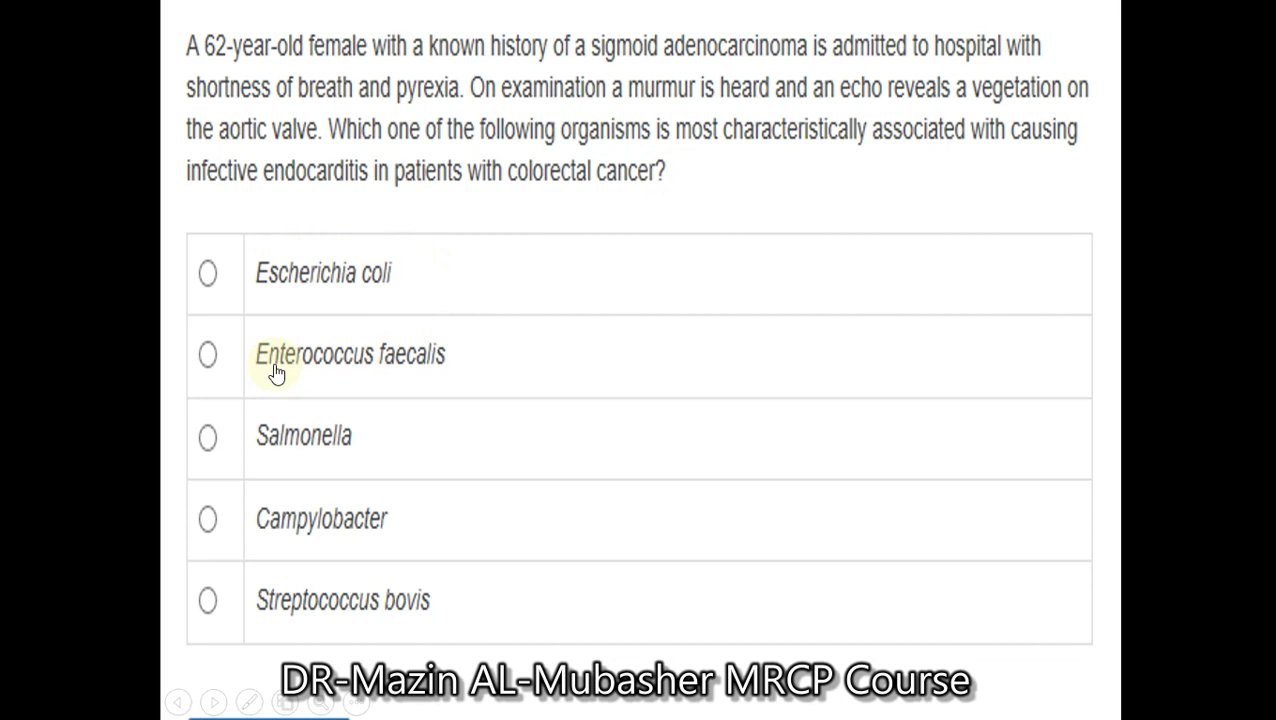 A 62-year-old female with a known history of a sigmoid adenocarcinoma is admitted to hospital with
shortness of breath and pyrexia. On examination a murmur is heard and an echo reveals a vegetation on
the aortic valve. Which one of the following organisms is most characteristically associated with causing
infective endocarditis in patients with colorectal cancer?
Escherichia coli
Enterococcus faecalis
Salmonella
Campylobacter
Streptococcus bovis
DR-Mazin AL-Mubasher MRCP Course